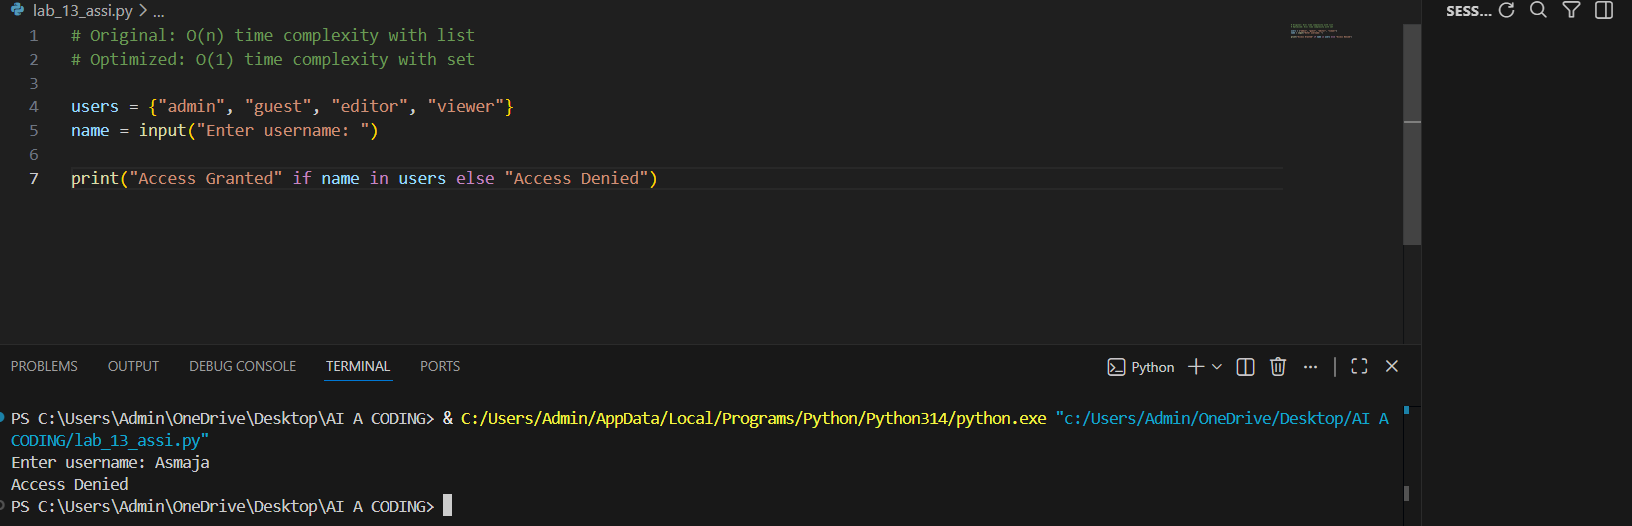 lab_13_assi.py > ...
SESS...
1 # Original: O(n) time complexity with list
2 # Optimized: O(1) time complexity with set
3
4 users = {"admin", "guest", "editor", "viewer"}
5 name = input("Enter username: ")
6
7 print("Access Granted" if name in users else "Access Denied")
PROBLEMS OUTPUT DEBUG CONSOLE TERMINAL PORTS
Python
PS C:\Users\Admin\OneDrive\Desktop\AI A CODING> & C:/Users/Admin/AppData/Local/Programs/Python/Python314/python.exe "c:/Users/Admin/OneDrive/Desktop/AI A
CODING/lab_13_assi.py"
Enter username: Asmaja
Access Denied
PS C:\Users\Admin\OneDrive\Desktop\AI A CODING>